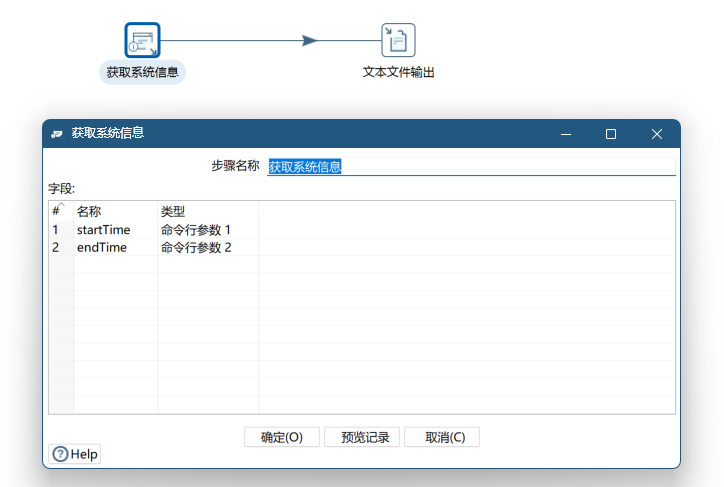 获取系统信息
文本文件输出
获取系统信息
步骤名称 获取系统信息
字段:
# 名称 类型
1 startTime 命令行参数 1
2 endTime 命令行参数 2
确定(O) 预览记录 取消(C)
Help